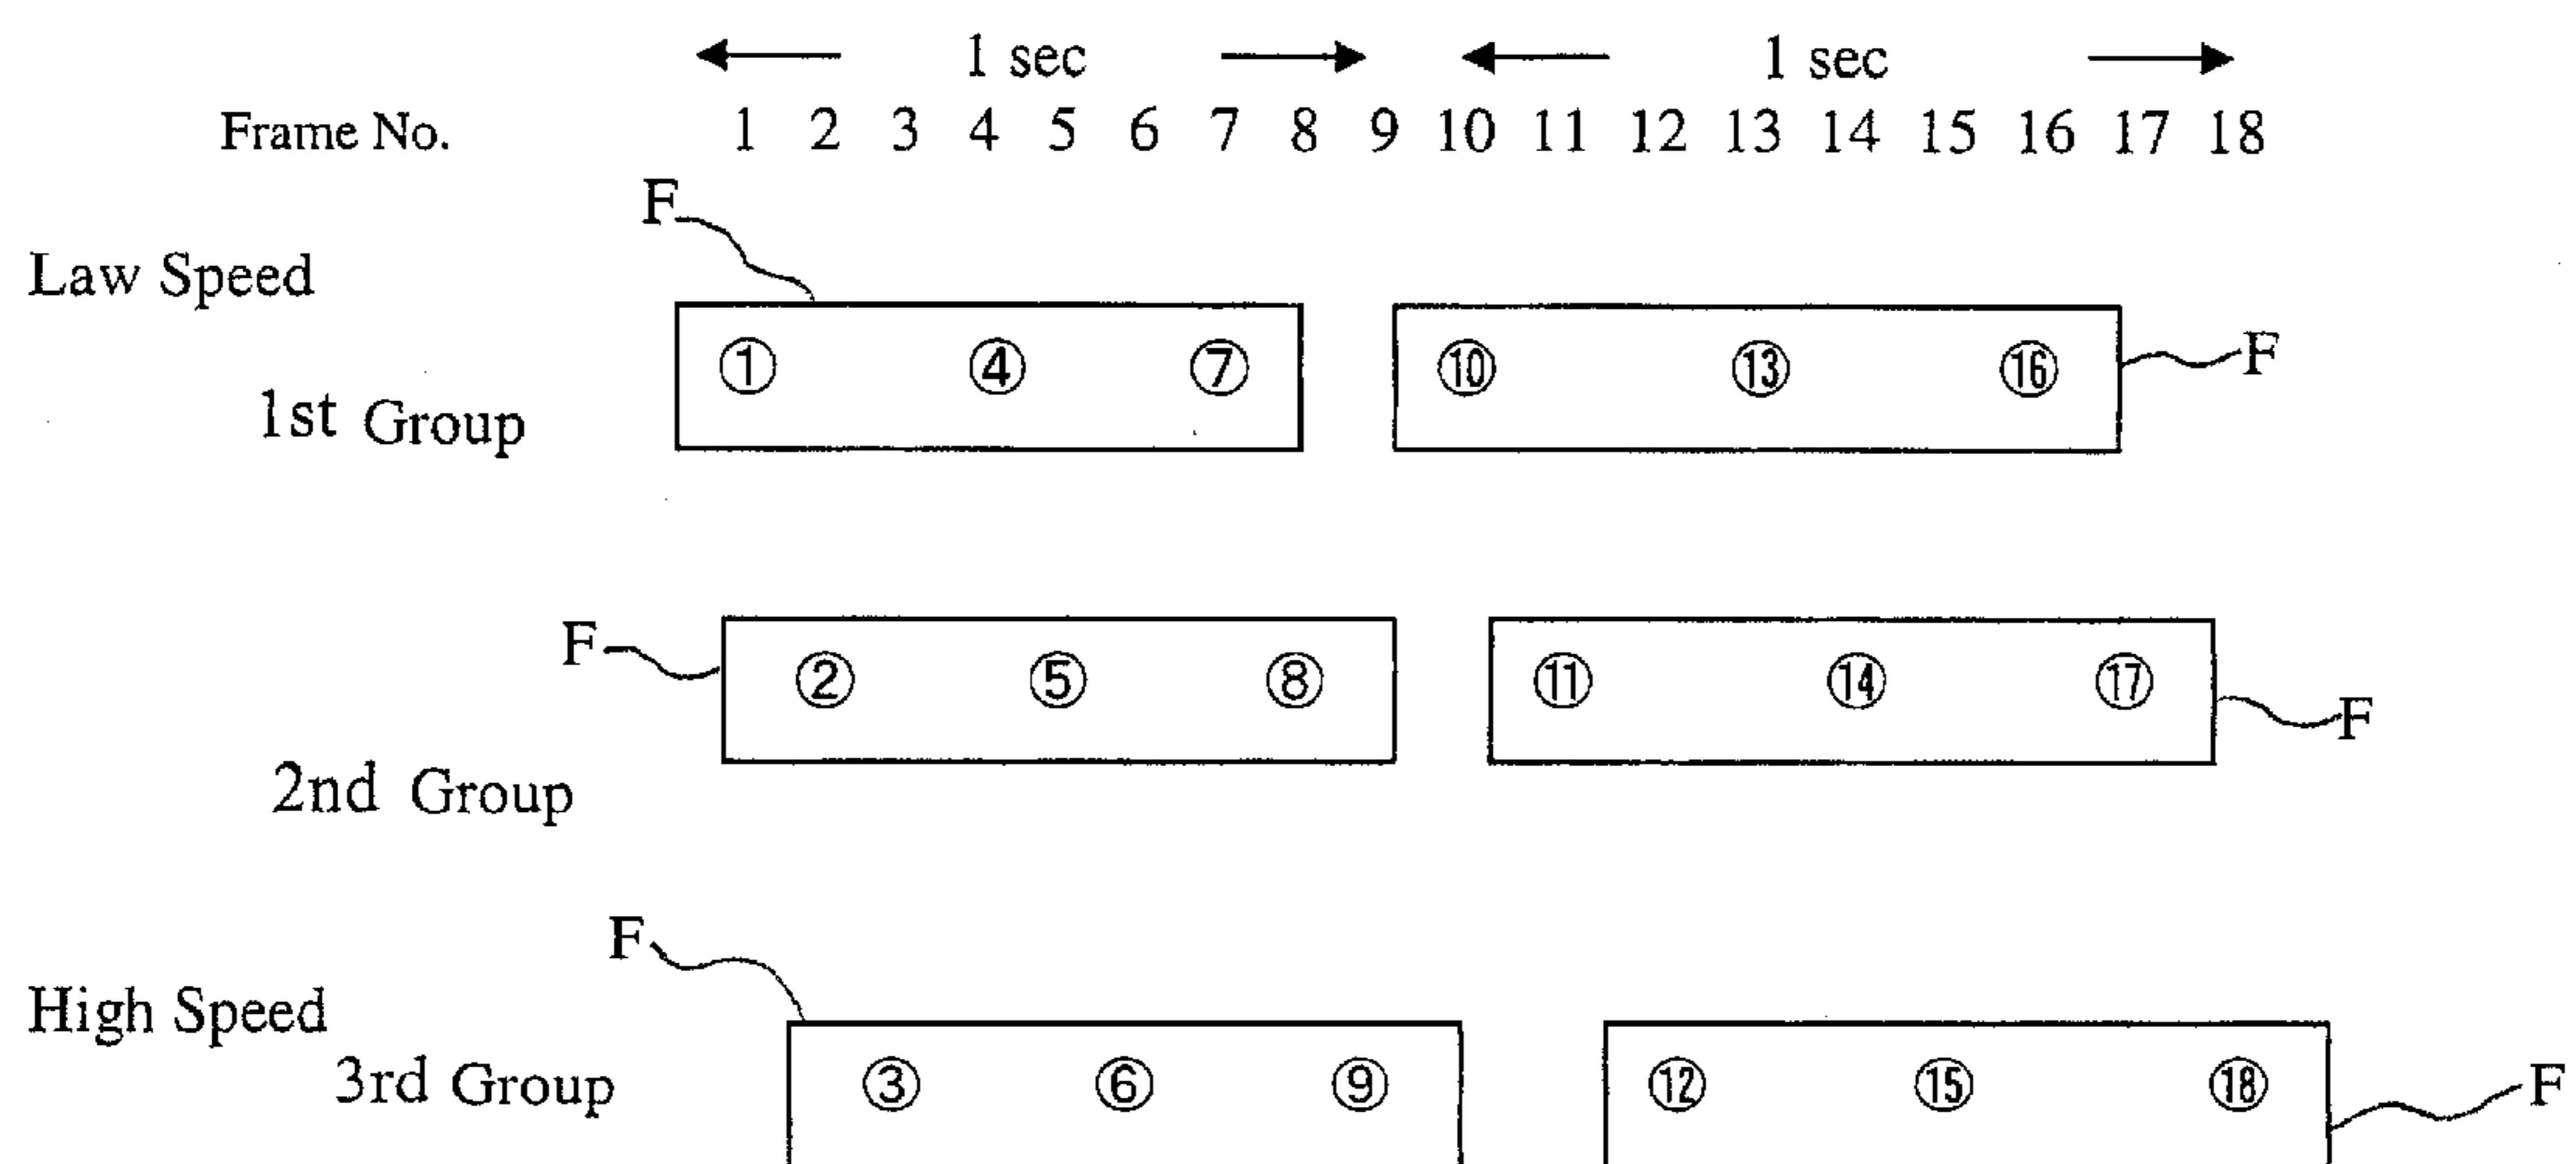 1 sec 1 sec
Frame No. 1 2 3 4 5 6 7 8 9 10 11 12 13 14 15 16 17 18
F
Law Speed
① ④ ⑦ ⑩ ⑬ ⑯ F
1st Group
F ② ⑤ ⑧ ⑪ ⑭ ⑰ F
2nd Group
F
High Speed
3rd Group ③ ⑥ ⑨ ⑫ ⑮ ⑱ F